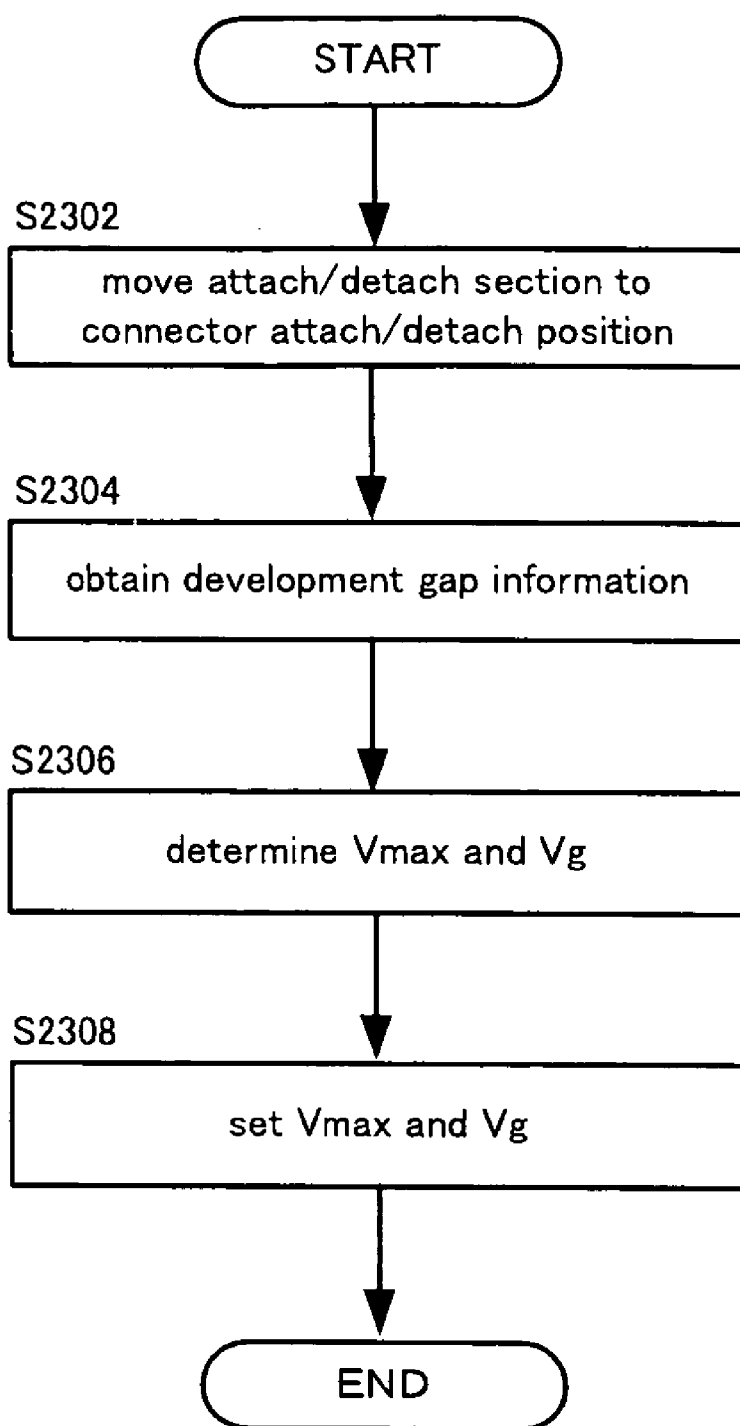 START
S2302
move attach/detach section to
connector attach/detach position
S2304
obtain development gap information
S2306
determine Vmax and Vg
S2308
set Vmax and Vg
END